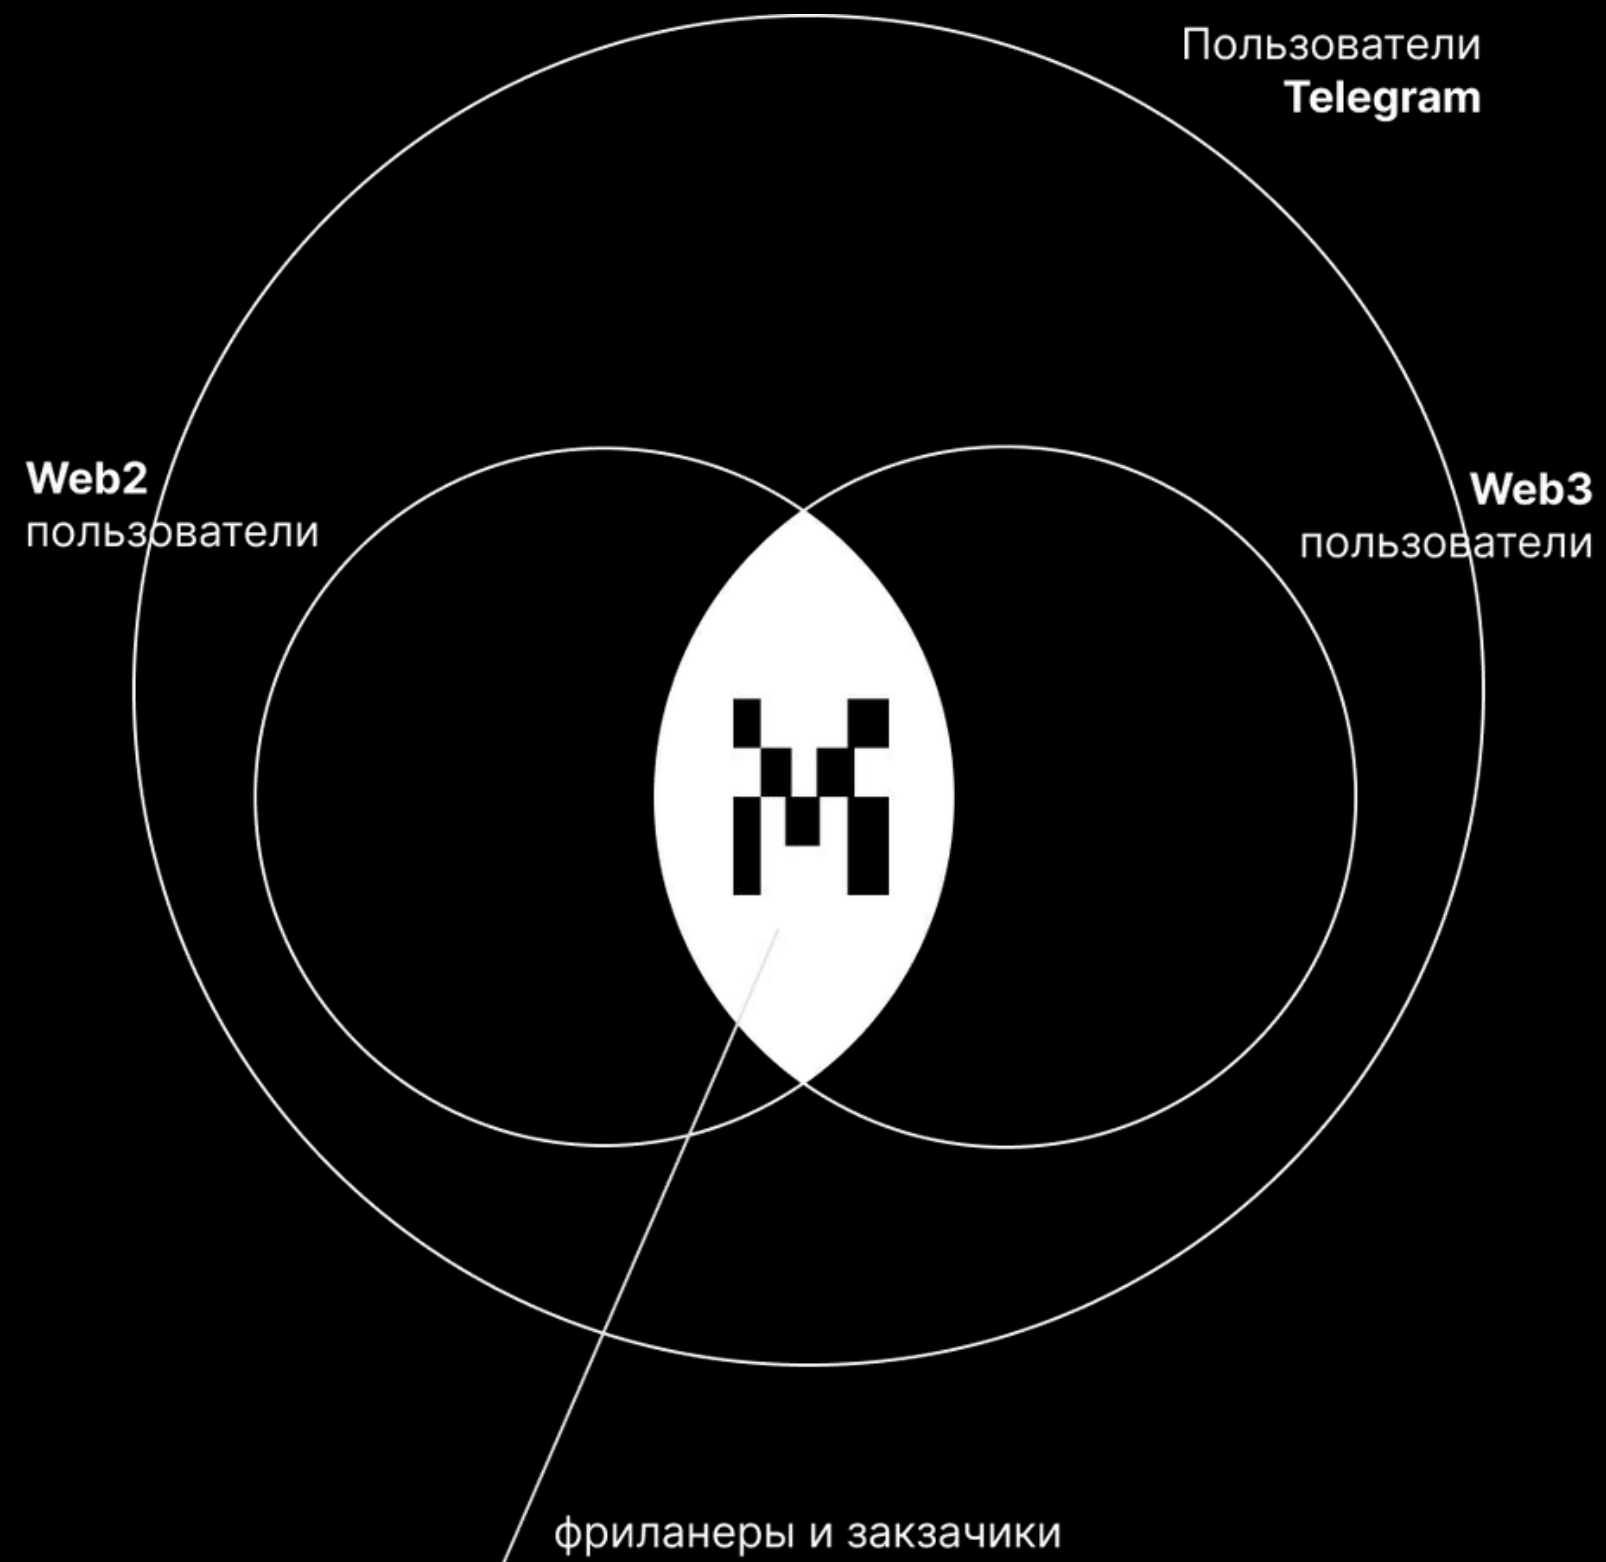 Пользователи
Telegram
Web2
пользователи
Web3
пользователи
M
фриланеры и закзачики